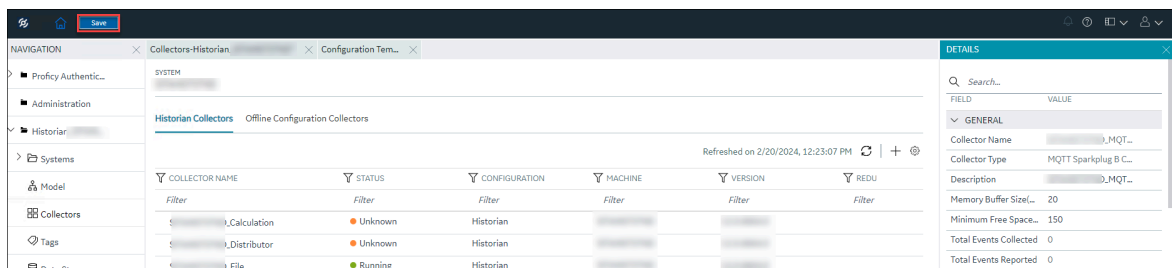 Save
NAVIGATION
Collectors-Historian
Configuration Tem...
DETAILS
Proficy Authentic...
Administration
Historian
Systems
Model
Collectors
Tags
SYSTEM
Historian Collectors Offline Configuration Collectors
Refreshed on 2/20/2024, 12:23:07 PM
COLLECTOR NAME STATUS CONFIGURATION MACHINE VERSION REDU
Filter Filter Filter Filter Filter Filter
_Calculation Unknown Historian
_Distributor Unknown Historian
_File Running Historian
Search...
FIELD VALUE
GENERAL
Collector Name _MQT...
Collector Type MQTT Sparkplug B C...
Description _MQT...
Memory Buffer Size(... 20
Minimum Free Space... 150
Total Events Collected 0
Total Events Reported 0